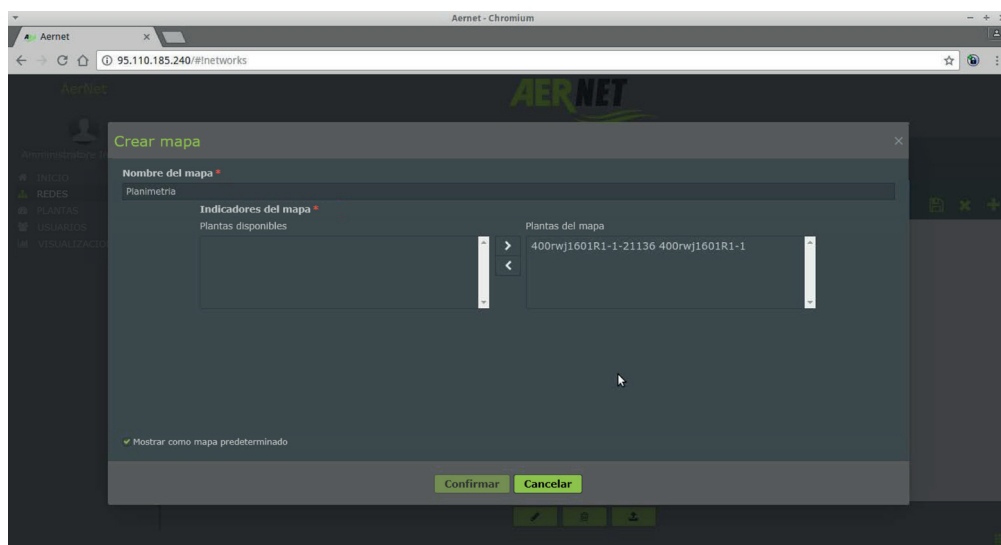 Aernet - Chromium
Aernet
95.110.185.240/#!networks
AerNet
AERNET
Crear mapa
INICIO
REDES
PLANTAS
USUARIOS
Nombre del mapa *
Planimetria
Indicadores del mapa *
Plantas disponibles
Plantas del mapa
400rwj1601R1-1-21136 400rwj1601R1-1
Mostrar como mapa predeterminado
Confirmar
Cancelar